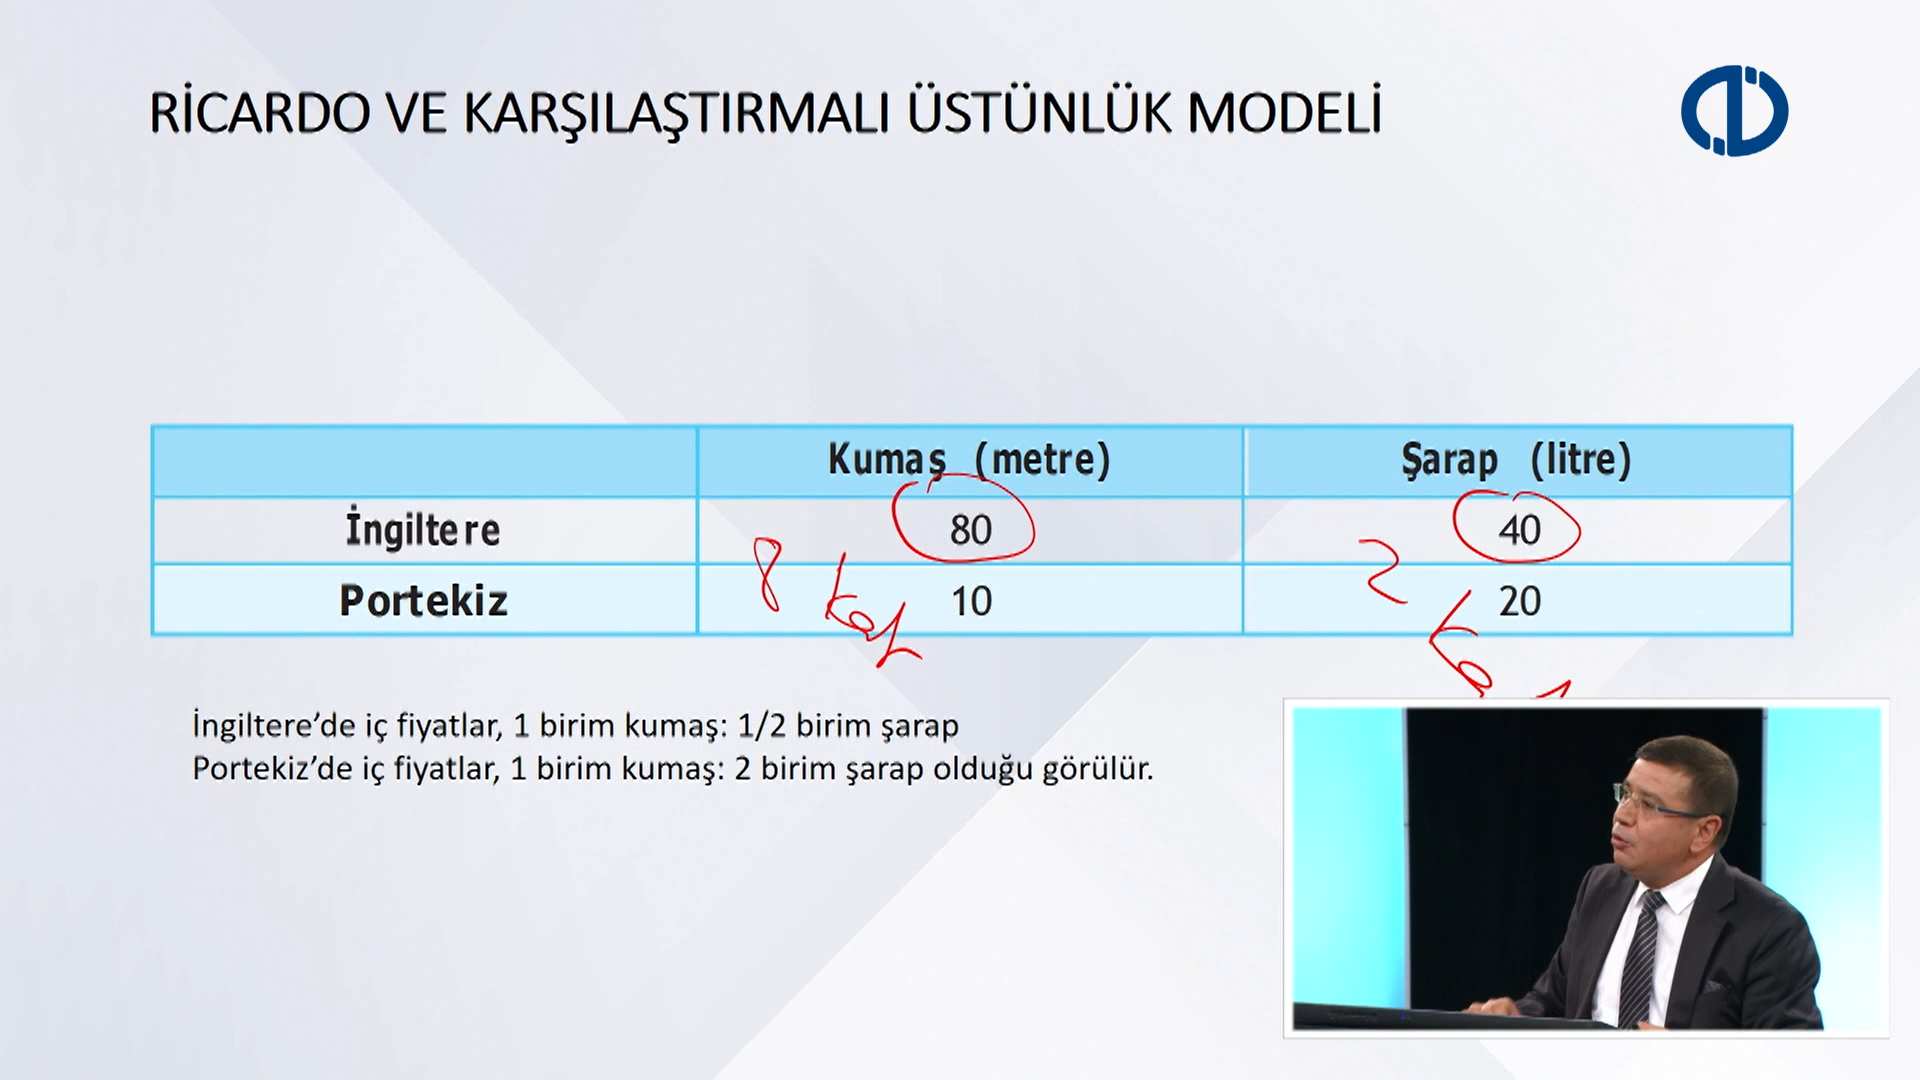 RİCARDO VE KARŞILAŞTIRMALI ÜSTÜNLÜK MODELİ
Kumaş (metre) Şarap (litre)
İngiltere 80 40
8 kat 2
Portekiz 10 20
İngiltere’de iç fiyatlar, 1 birim kumaş: 1/2 birim şarap
Portekiz’de iç fiyatlar, 1 birim kumaş: 2 birim şarap olduğu görülür.